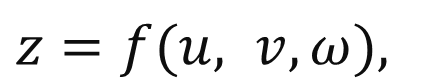 z = f(u, v, ω),